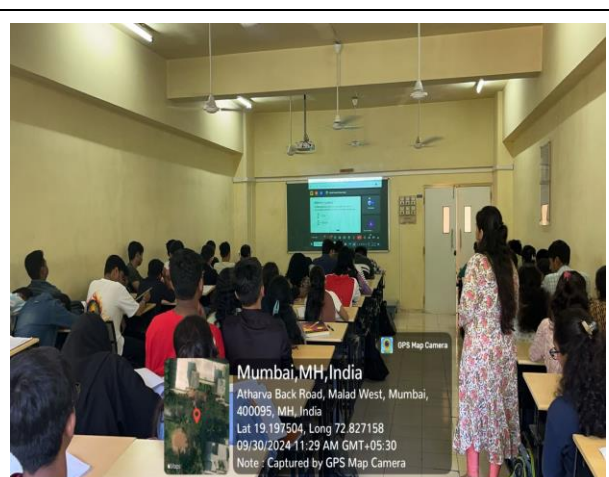 GPS Map Camera
Mumbai,MH,India
Atharva Back Road, Malad West, Mumbai,
400095, MH, India
Lat 19.197504, Long 72.827158
09/30/2024 11:29 AM GMT+05:30
Note : Captured by GPS Map Camera